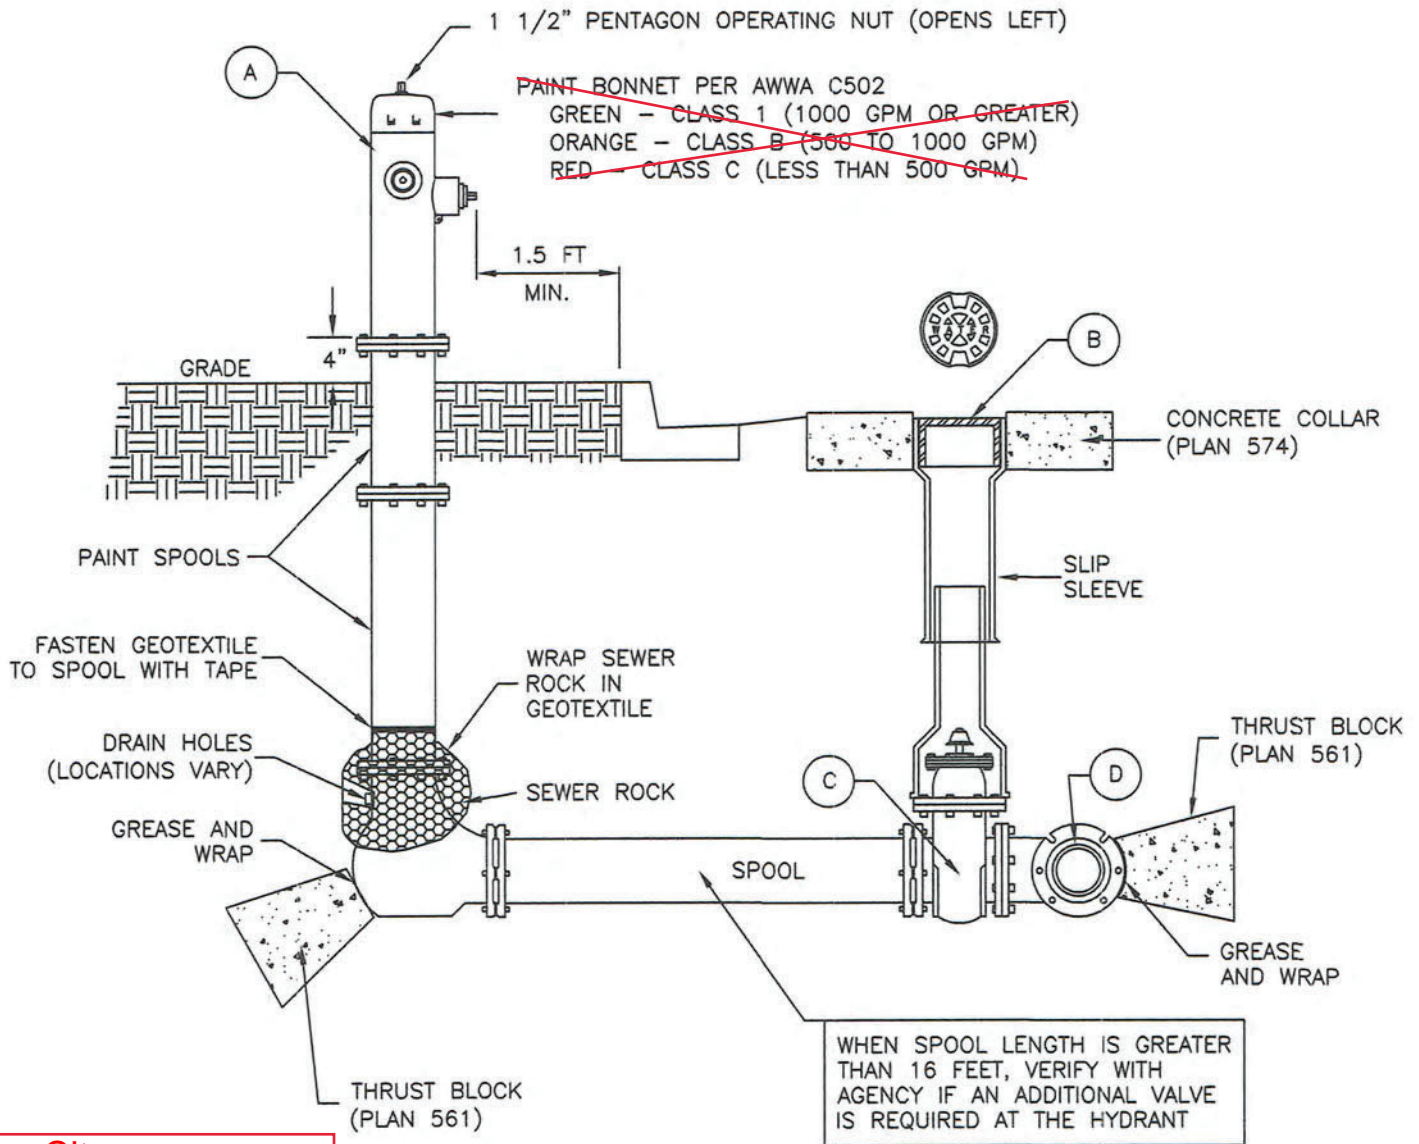 1 1/2" PENTAGON OPERATING NUT (OPENS LEFT)
A
PAINT BONNET PER AWWA C502
GREEN – CLASS 1 (1000 GPM OR GREATER)
ORANGE – CLASS B (500 TO 1000 GPM)
RED – CLASS C (LESS THAN 500 GPM)
1.5 FT
MIN.
4"
GRADE
WATER
B
CONCRETE COLLAR
(PLAN 574)
PAINT SPOOLS
SLIP
SLEEVE
FASTEN GEOTEXTILE
TO SPOOL WITH TAPE
WRAP SEWER
ROCK IN
GEOTEXTILE
DRAIN HOLES
(LOCATIONS VARY)
SEWER ROCK
C
D
THRUST BLOCK
(PLAN 561)
GREASE AND
WRAP
SPOOL
GREASE
AND WRAP
THRUST BLOCK
(PLAN 561)
WHEN SPOOL LENGTH IS GREATER
THAN 16 FEET, VERIFY WITH
AGENCY IF AN ADDITIONAL VALVE
IS REQUIRED AT THE HYDRANT